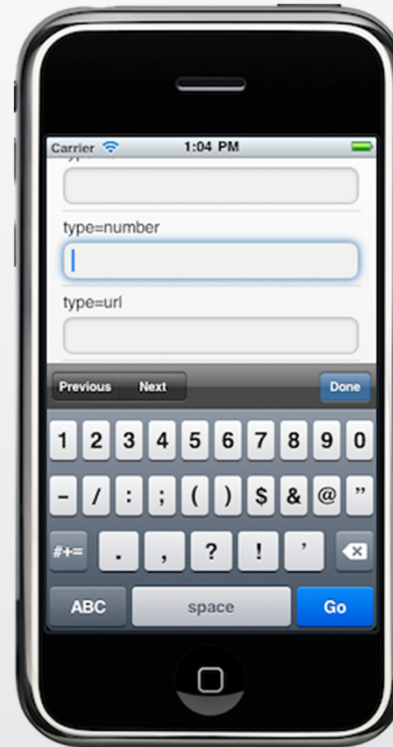 Carrier 1:04 PM
type=number
type=url
Previous Next Done
1 2 3 4 5 6 7 8 9 0
- / : ; ( ) $ & @ "
#+= . , ? ! '
ABC space Go